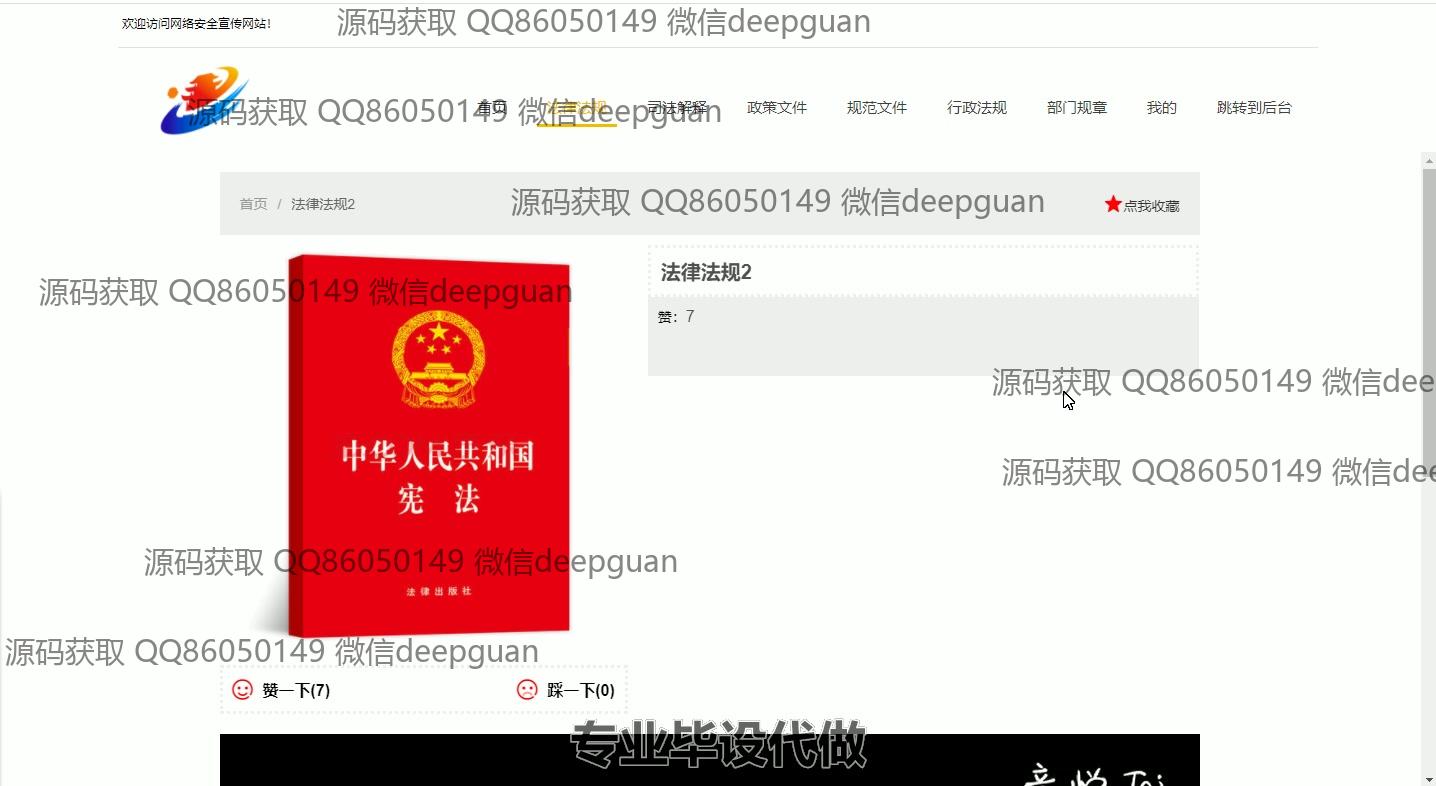 欢迎访问网络安全宣传网站!
源码获取 QQ86050149 微信deepguan
源码获取 QQ86050149 微信deepguan
首页 法律法规 司法解释 政策文件 规范文件 行政法规 部门规章 我的 跳转到后台
首页 / 法律法规2
源码获取 QQ86050149 微信deepguan
点我收藏
法律法规2
赞：7
源码获取 QQ86050149 微信deepguan
源码获取 QQ86050149 微信dee
中华人民共和国
宪 法
源码获取 QQ86050149 微信de
源码获取 QQ86050149 微信deepguan
法律出版社
源码获取 QQ86050149 微信deepguan
赞一下(7)
踩一下(0)
专业毕设代做